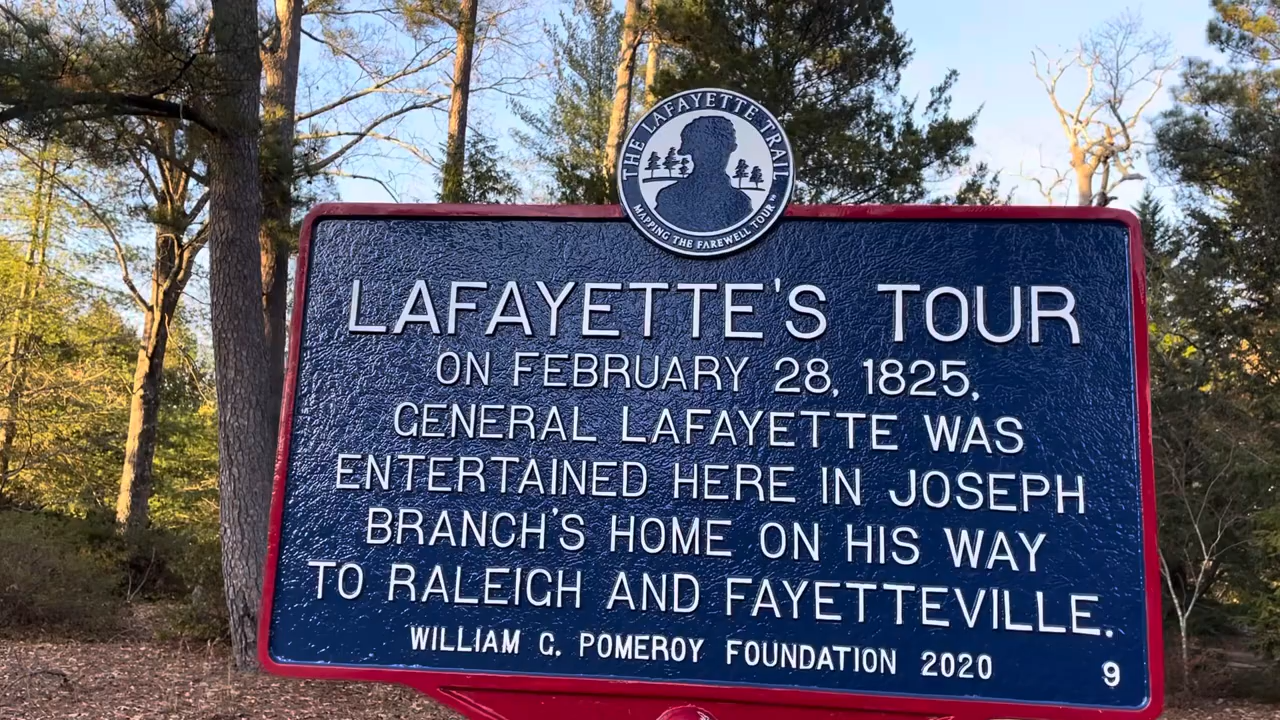 THE LAFAYETTE TRAIL
MAPPING THE FAREWELL TOUR
LAFAYETTE'S TOUR
ON FEBRUARY 28, 1825,
GENERAL LAFAYETTE WAS
ENTERTAINED HERE IN JOSEPH
BRANCH'S HOME ON HIS WAY
TO RALEIGH AND FAYETTEVILLE.
WILLIAM G. POMEROY FOUNDATION 2020
9